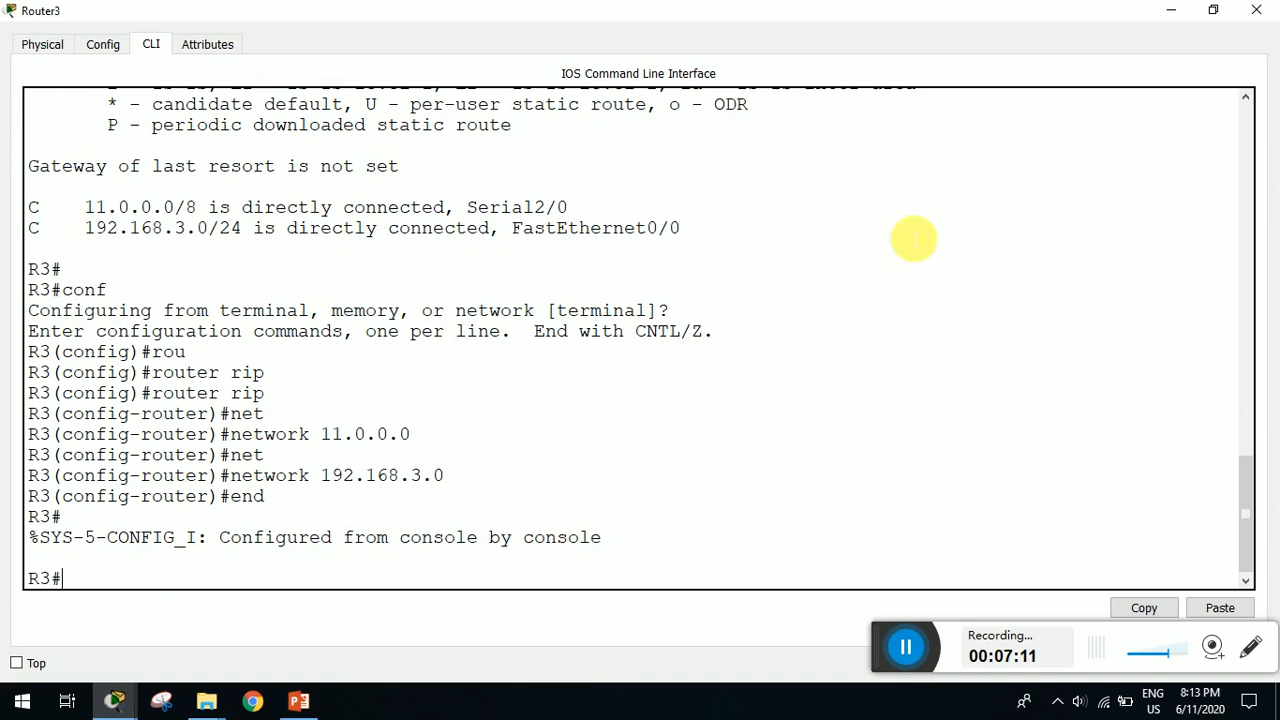 Router3
Physical Config CLI Attributes
IOS Command Line Interface
* - candidate default, U - per-user static route, o - ODR
P - periodic downloaded static route
Gateway of last resort is not set
C 11.0.0.0/8 is directly connected, Serial2/0
C 192.168.3.0/24 is directly connected, FastEthernet0/0
R3#
R3#conf
Configuring from terminal, memory, or network [terminal]?
Enter configuration commands, one per line. End with CNTL/Z.
R3(config)#rou
R3(config)#router rip
R3(config)#router rip
R3(config-router)#net
R3(config-router)#network 11.0.0.0
R3(config-router)#net
R3(config-router)#network 192.168.3.0
R3(config-router)#end
R3#
%SYS-5-CONFIG_I: Configured from console by console
R3#
Copy Paste
Recording...
00:07:11
Top
ENG 8:13 PM
US 6/11/2020